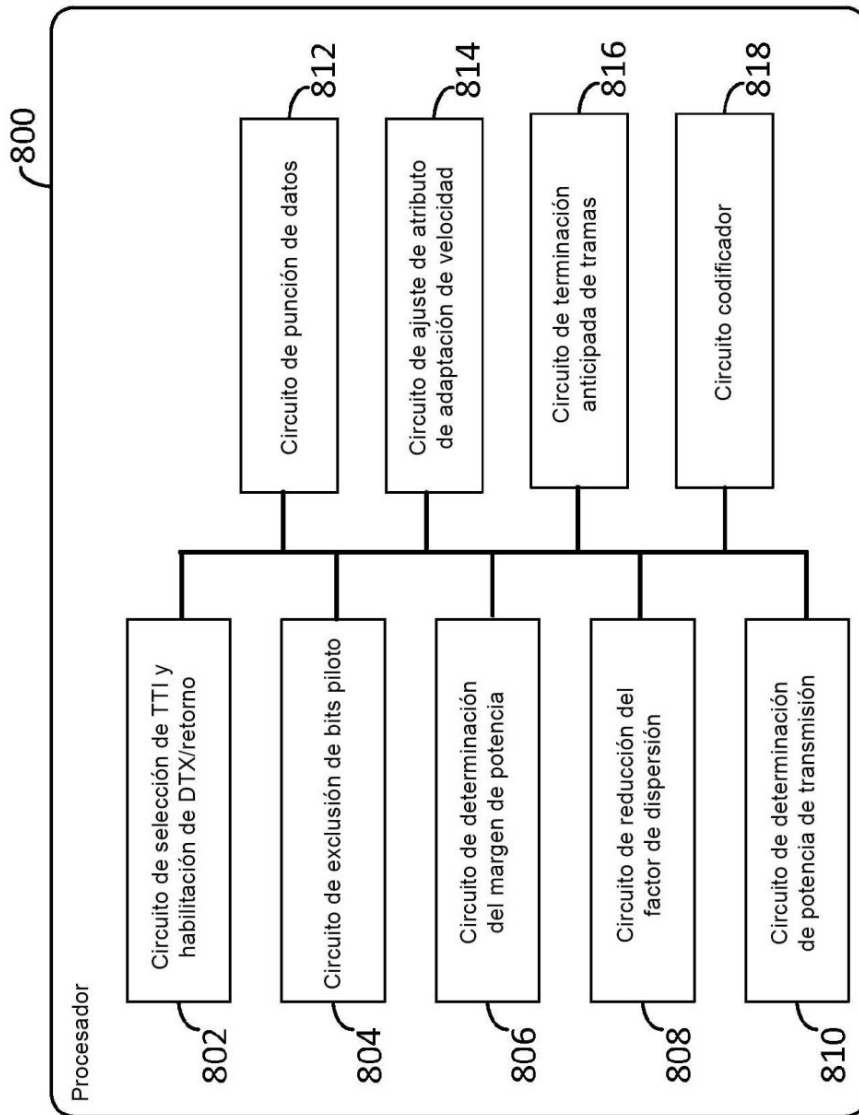 800
Procesador
802
Circuito de selección de TTI y
habilitación de DTX/retorno
804
Circuito de exclusión de bits piloto
806
Circuito de determinación
del margen de potencia
808
Circuito de reducción del
factor de dispersión
810
Circuito de determinación
de potencia de transmisión
812
Circuito de punción de datos
814
Circuito de ajuste de atributo
de adaptación de velocidad
816
Circuito de terminación
anticipada de tramas
818
Circuito codificador